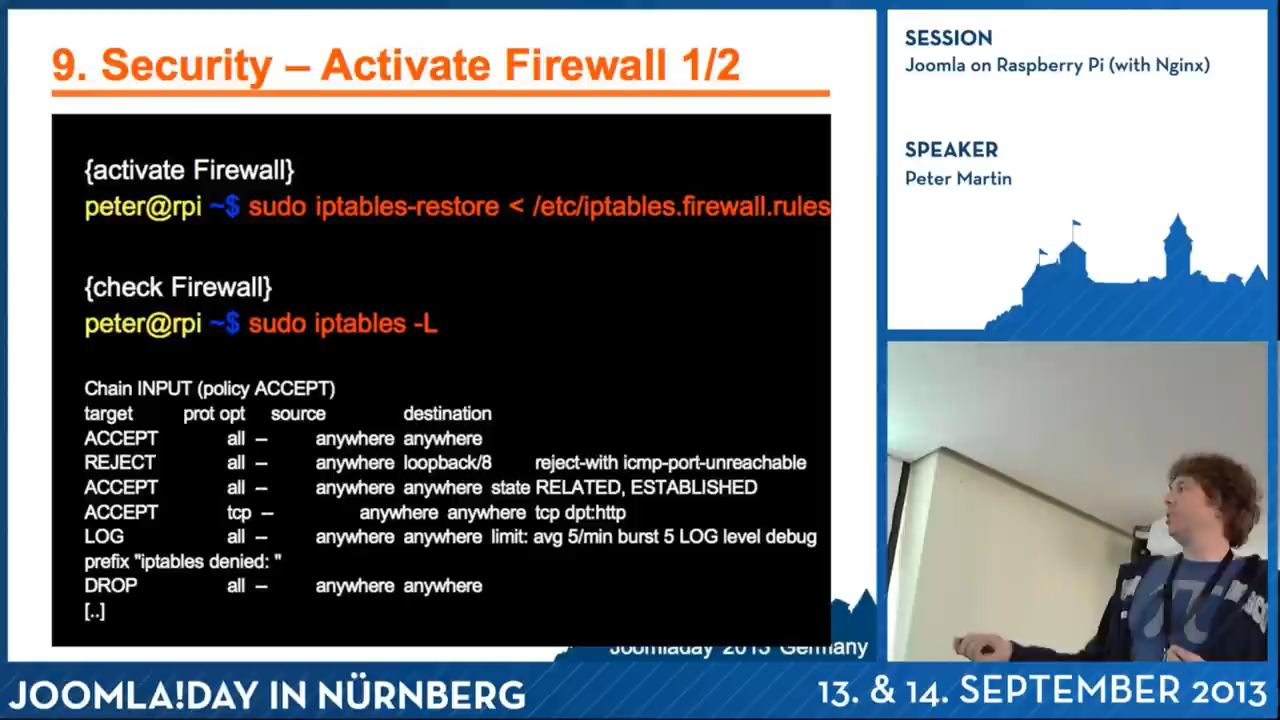 9. Security – Activate Firewall 1/2
{activate Firewall}
peter@rpi ~$ sudo iptables-restore < /etc/iptables.firewall.rules
{check Firewall}
peter@rpi ~$ sudo iptables -L
Chain INPUT (policy ACCEPT)
target prot opt source destination
ACCEPT all – anywhere anywhere
REJECT all – anywhere loopback/8 reject-with icmp-port-unreachable
ACCEPT all – anywhere anywhere state RELATED, ESTABLISHED
ACCEPT tcp – anywhere anywhere tcp dpt:http
LOG all – anywhere anywhere limit: avg 5/min burst 5 LOG level debug
prefix "iptables denied: "
DROP all – anywhere anywhere
[..]
Joomladay 2013 Germany
SESSION
Joomla on Raspberry Pi (with Nginx)
SPEAKER
Peter Martin
JOOMLA!DAY IN NÜRNBERG
13. & 14. SEPTEMBER 2013